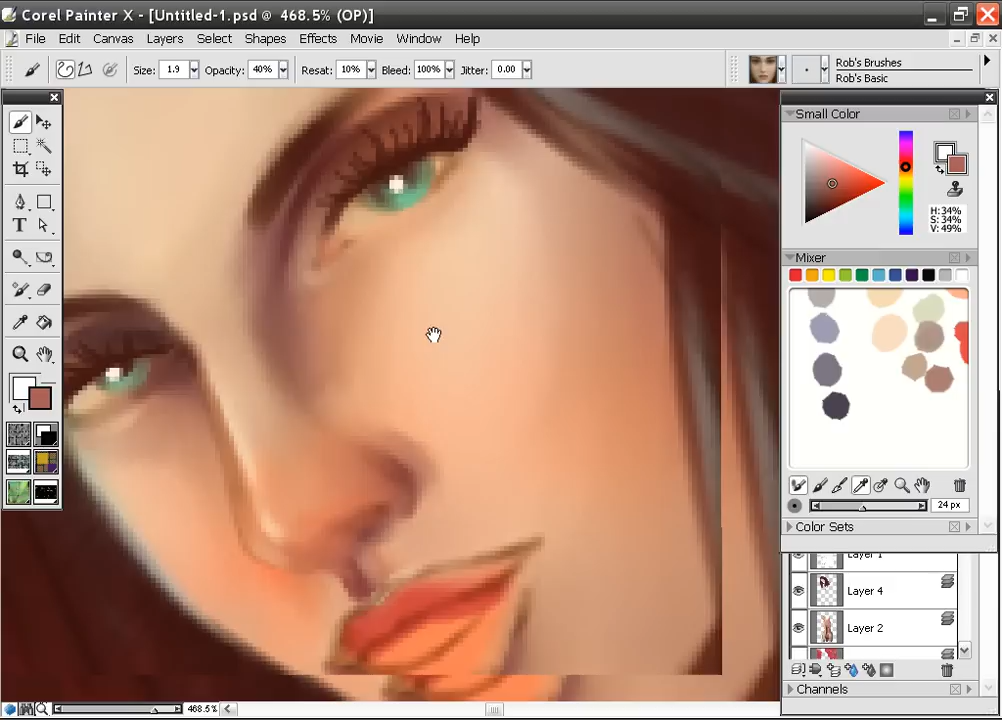 Corel Painter X - [Untitled-1.psd @ 468.5% (OP)]
File Edit Canvas Layers Select Shapes Effects Movie Window Help
Size: 1.9 Opacity: 40% Resat: 10% Bleed: 100% Jitter: 0.00
Rob's Brushes
Rob's Basic
Small Color
H:34%
S: 34%
V: 49%
Mixer
24 px
Color Sets
Layer 1
Layer 4
Layer 2
Channels
468.5%